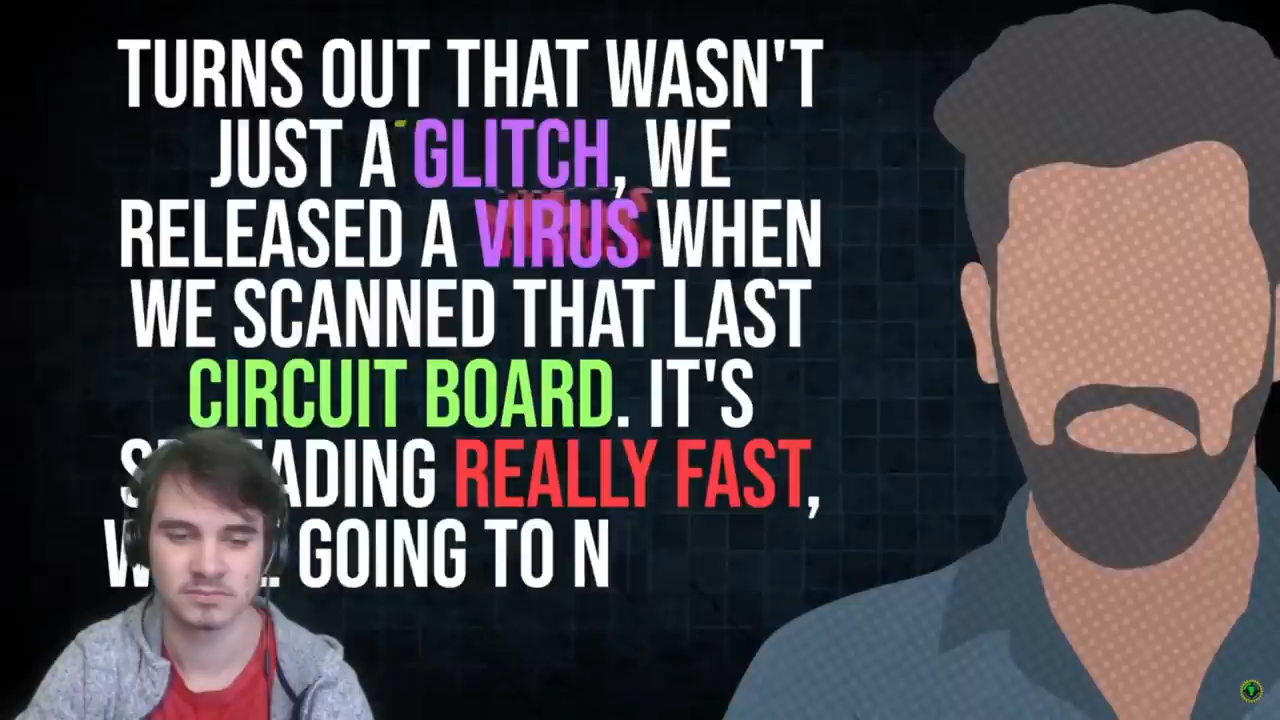 TURNS OUT THAT WASN'T
JUST A GLITCH, WE
RELEASED A VIRUS WHEN
WE SCANNED THAT LAST
CIRCUIT BOARD. IT'S
REALLY FAST,
GOING TO N